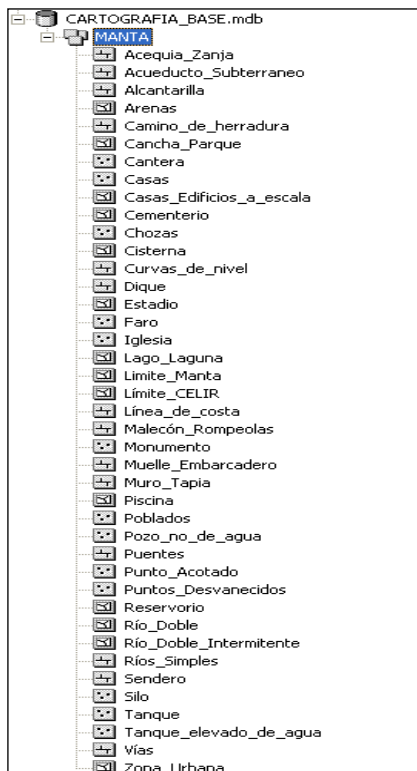 CARTOGRAFIA_BASE.mdb
MANTA
Acequia_Zanja
Acueducto_Subterraneo
Alcantarilla
Arenas
Camino_de_herradura
Cancha_Parque
Cantera
Casas
Casas_Edificios_a_escala
Cementerio
Chozas
Cisterna
Curvas_de_nivel
Dique
Estadio
Faro
Iglesia
Lago_Laguna
Limite_Manta
Límite_CELIR
Línea_de_costa
Malecón_Rompeolas
Monumento
Muelle_Embarcadero
Muro_Tapia
Piscina
Poblados
Pozo_no_de_agua
Puentes
Punto_Acotado
Puntos_Desvanecidos
Reservorio
Río_Doble
Río_Doble_Intermitente
Ríos_Simples
Sendero
Silo
Tanque
Tanque_elevado_de_agua
Vías
Zona_Urbana